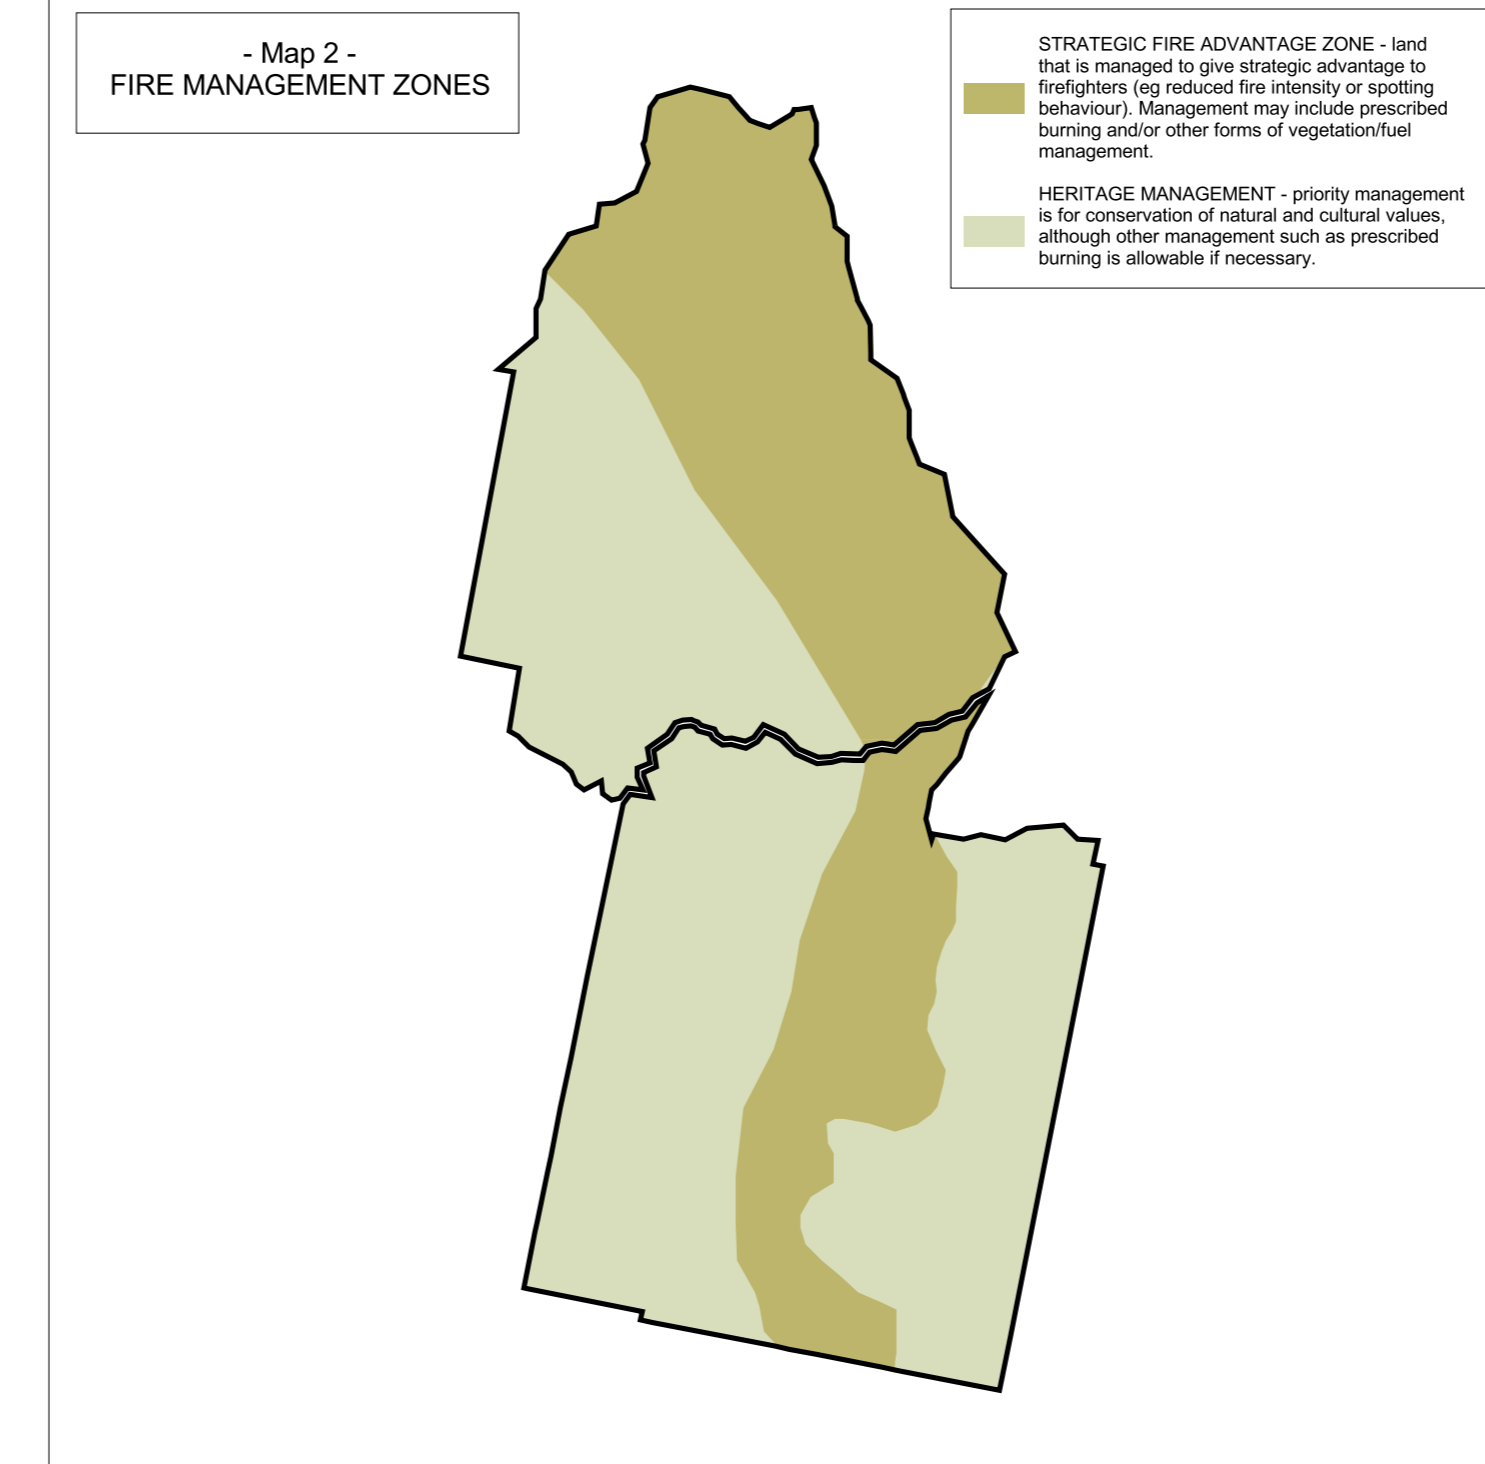 - Map 2 -
FIRE MANAGEMENT ZONES
STRATEGIC FIRE ADVANTAGE ZONE - land
that is managed to give strategic advantage to
firefighters (eg reduced fire intensity or spotting
behaviour). Management may include prescribed
burning and/or other forms of vegetation/fuel
management.
HERITAGE MANAGEMENT - priority management
is for conservation of natural and cultural values,
although other management such as prescribed
burning is allowable if necessary.